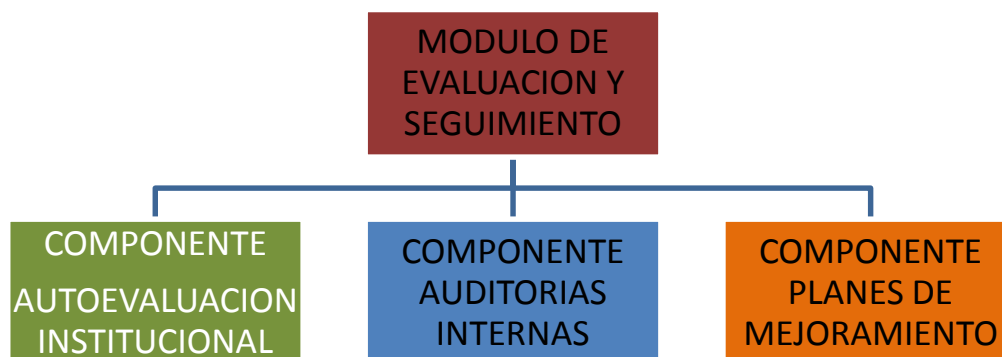 MODULO DE
EVALUACION Y
SEGUIMIENTO
COMPONENTE
AUTOEVALUACION
INSTITUCIONAL
COMPONENTE
AUDITORIAS
INTERNAS
COMPONENTE
PLANES DE
MEJORAMIENTO